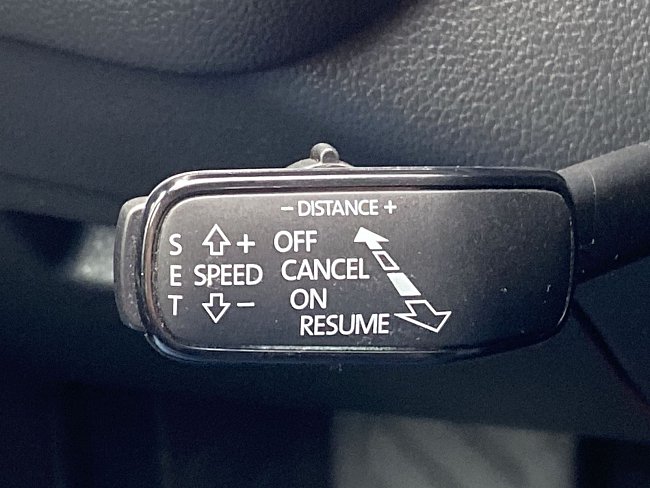 − DISTANCE +
S + OFF
E SPEED CANCEL
T − ON
RESUME